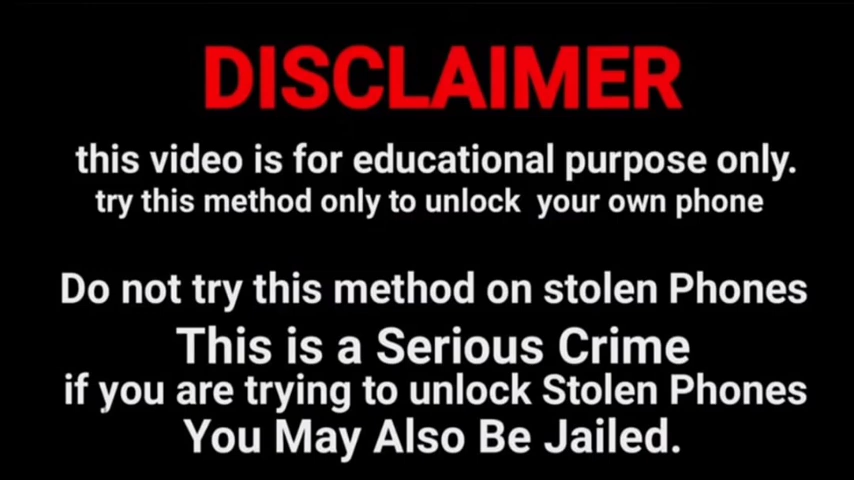 DISCLAIMER
this video is for educational purpose only.
try this method only to unlock your own phone
Do not try this method on stolen Phones
This is a Serious Crime
if you are trying to unlock Stolen Phones
You May Also Be Jailed.